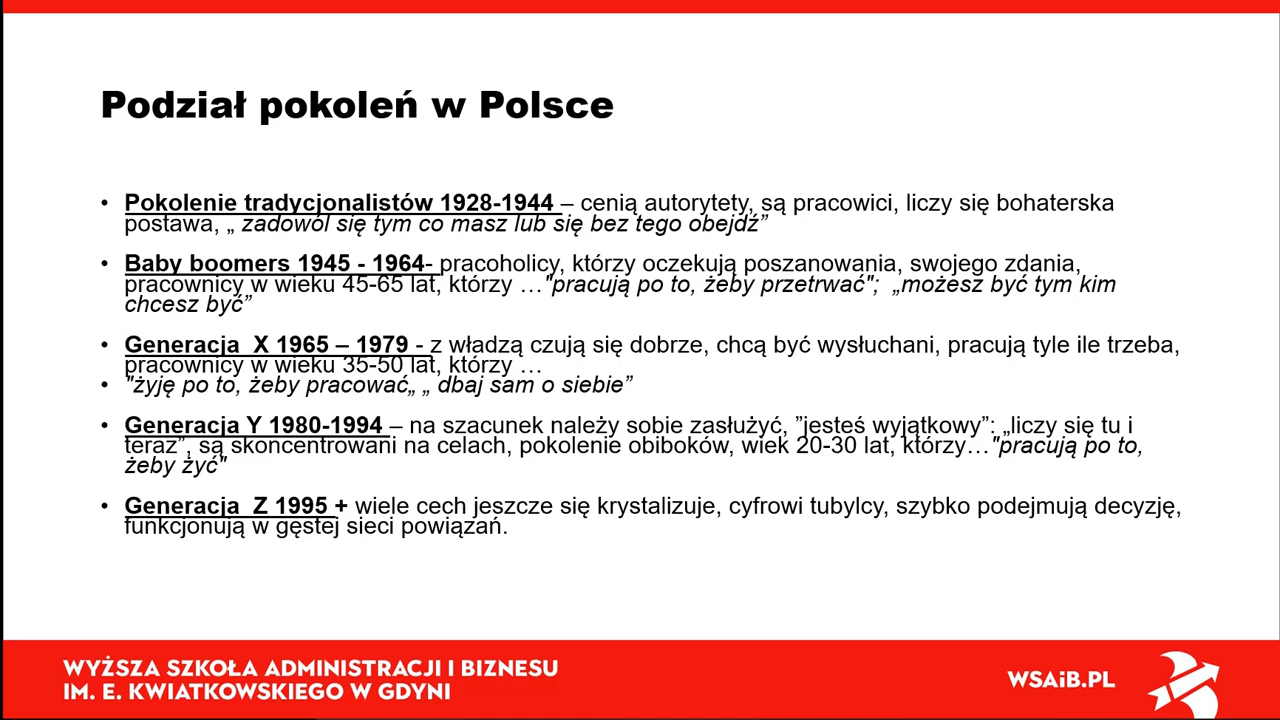 Podział pokoleń w Polsce
• Pokolenie tradycjonalistów 1928-1944 – cenią autorytety, są pracowici, liczy się bohaterska
postawa, „ zadowól się tym co masz lub się bez tego obejdź”
• Baby boomers 1945 - 1964- pracoholicy, którzy oczekują poszanowania, swojego zdania,
pracownicy w wieku 45-65 lat, którzy …"pracują po to, żeby przetrwać"; „możesz być tym kim
chcesz być”
• Generacja X 1965 – 1979 - z władzą czują się dobrze, chcą być wysłuchani, pracują tyle ile trzeba,
pracownicy w wieku 35-50 lat, którzy …
• "żyję po to, żeby pracować„ „ dbaj sam o siebie”
• Generacja Y 1980-1994 – na szacunek należy sobie zasłużyć, ”jesteś wyjątkowy”: „liczy się tu i
teraz”, są skoncentrowani na celach, pokolenie obiboków, wiek 20-30 lat, którzy…"pracują po to,
żeby żyć"
• Generacja Z 1995 + wiele cech jeszcze się krystalizuje, cyfrowi tubylcy, szybko podejmują decyzję,
funkcjonują w gęstej sieci powiązań.
WYŻSZA SZKOŁA ADMINISTRACJI I BIZNESU
IM. E. KWIATKOWSKIEGO W GDYNI
WSAiB.PL